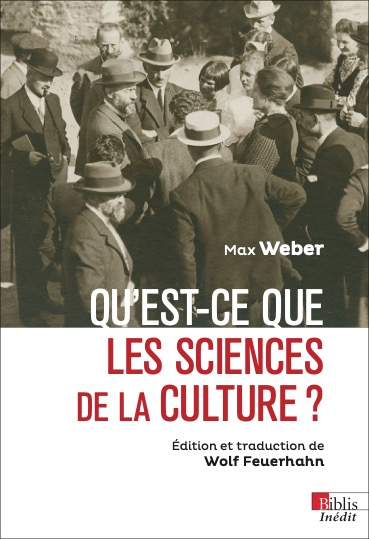 Max Weber
QU'EST-CE QUE
LES SCIENCES
DE LA CULTURE ?
Édition et traduction de
Wolf Feuerhahn
Biblis
Inédit